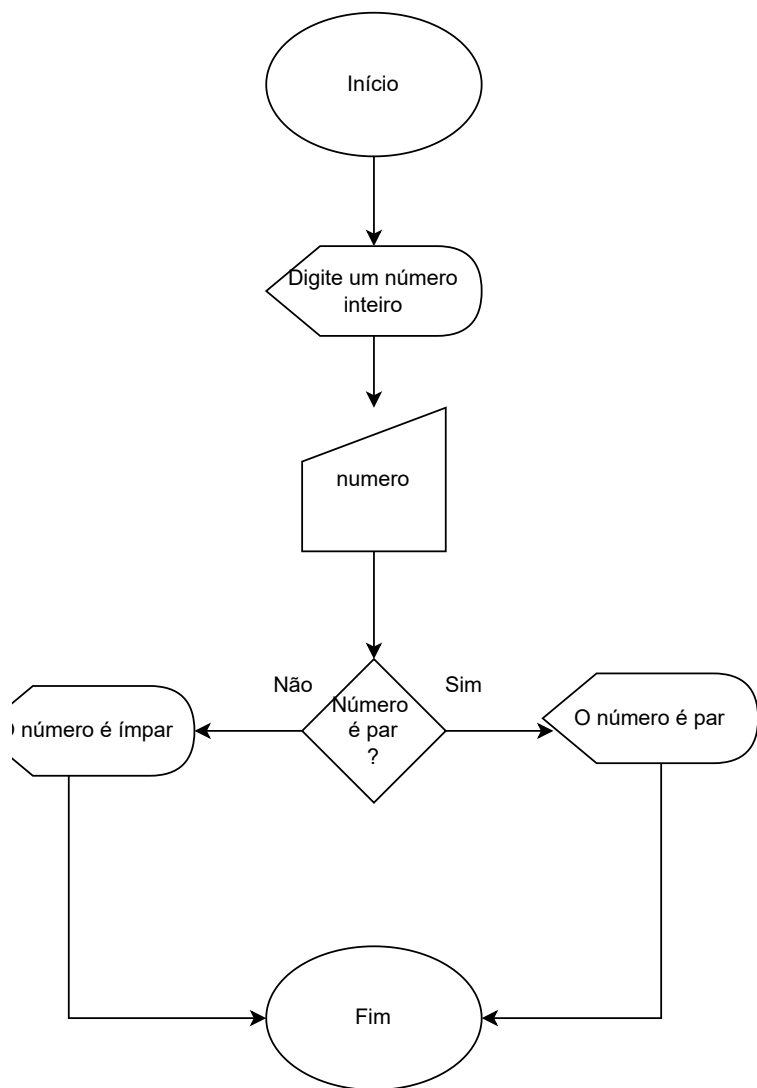 Início
Digite um número
inteiro
numero
Não
Sim
Número
é par
?
número é ímpar
O número é par
Fim